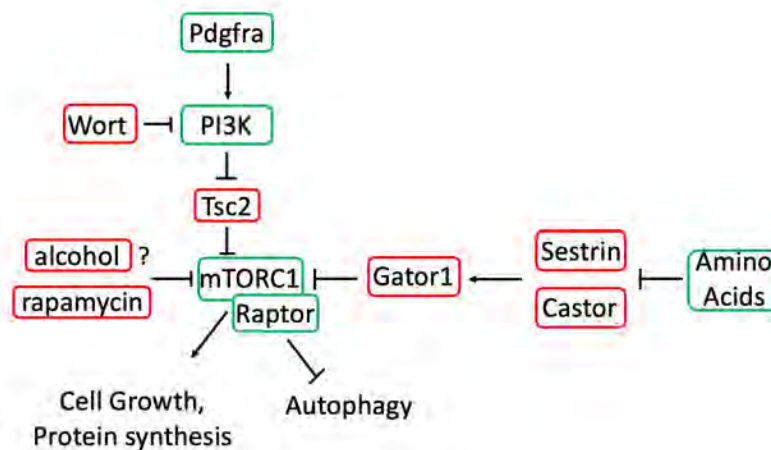 Pdgfra
Wort
PI3K
Tsc2
alcohol ?
rapamycin
mTORC1
Raptor
Gator1
Sestrin
Castor
Amino
Acids
Cell Growth,
Protein synthesis
Autophagy